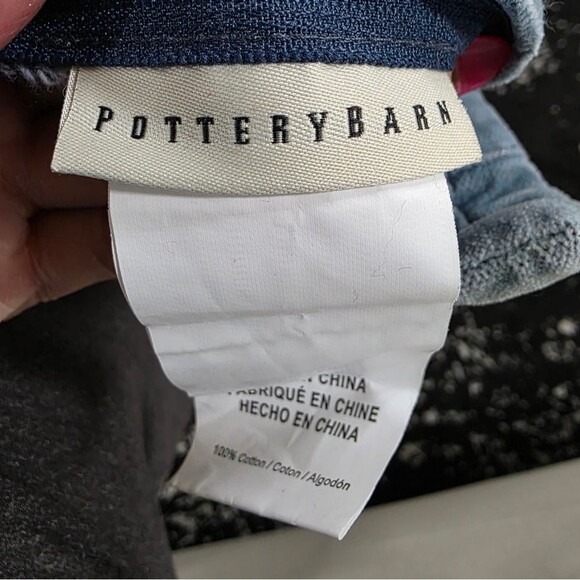 POTTERYBARN
CHINA
FABRIQUÉ EN CHINE
HECHO EN CHINA
100% Cotton / Coton / Algodón